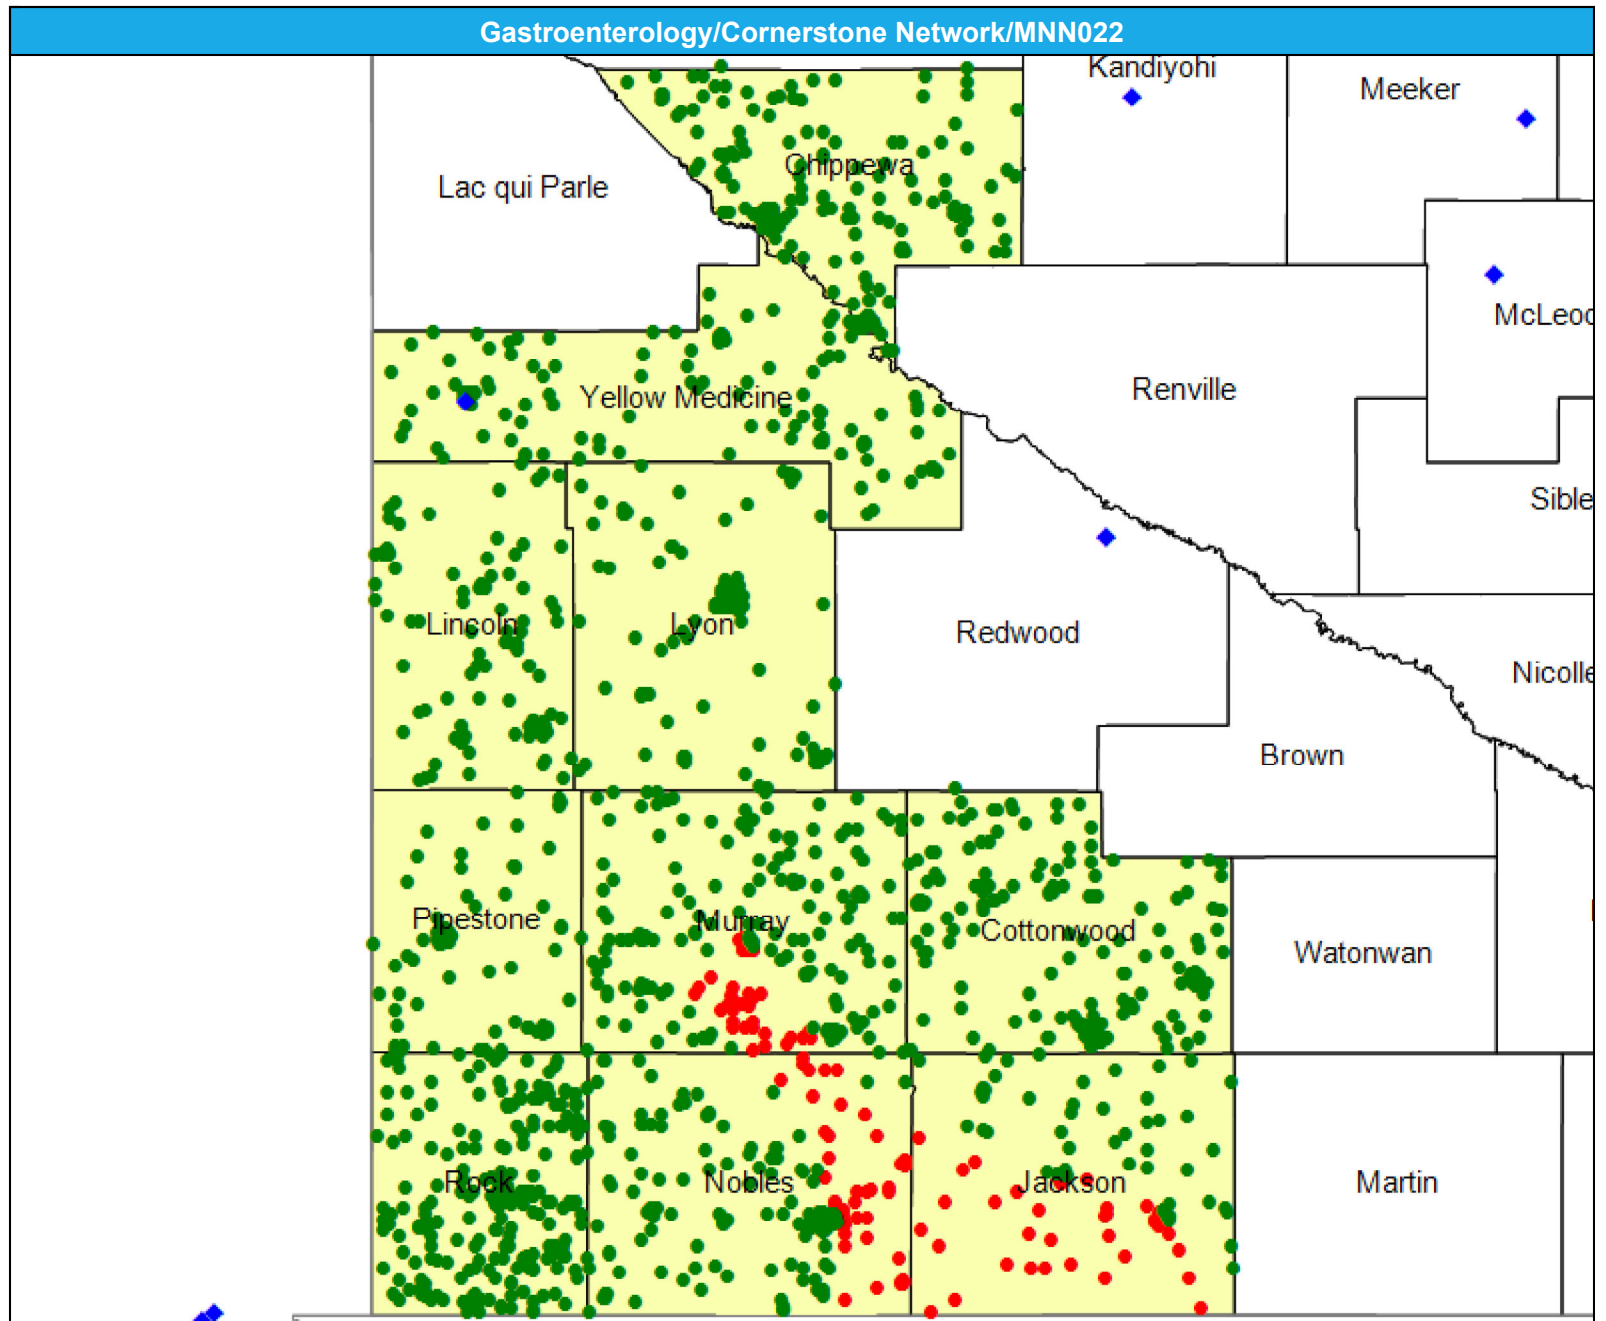 Gastroenterology/Cornerstone Network/MNN022
Kandiyohi
Meeker
Chippewa
Lac qui Parle
McLeod
Renville
Yellow Medicine
Sible
Lincoln
Lyon
Redwood
Nicolle
Brown
Pipestone
Murray
Cottonwood
Watonwan
Rock
Nobles
Jackson
Martin